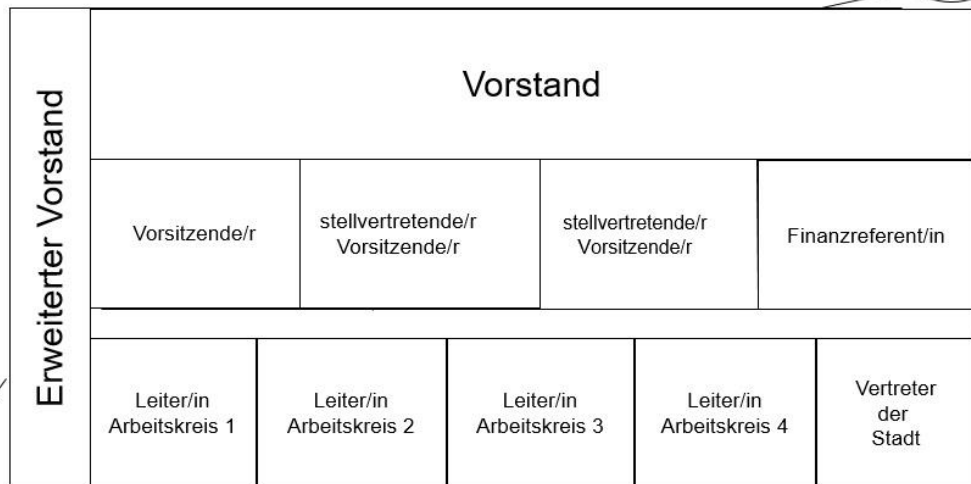 Erweiterter Vorstand
Vorstand
Vorsitzende/r
stellvertretende/r
Vorsitzende/r
stellvertretende/r
Vorsitzende/r
Finanzreferent/in
Leiter/in
Arbeitskreis 1
Leiter/in
Arbeitskreis 2
Leiter/in
Arbeitskreis 3
Leiter/in
Arbeitskreis 4
Vertreter
der
Stadt